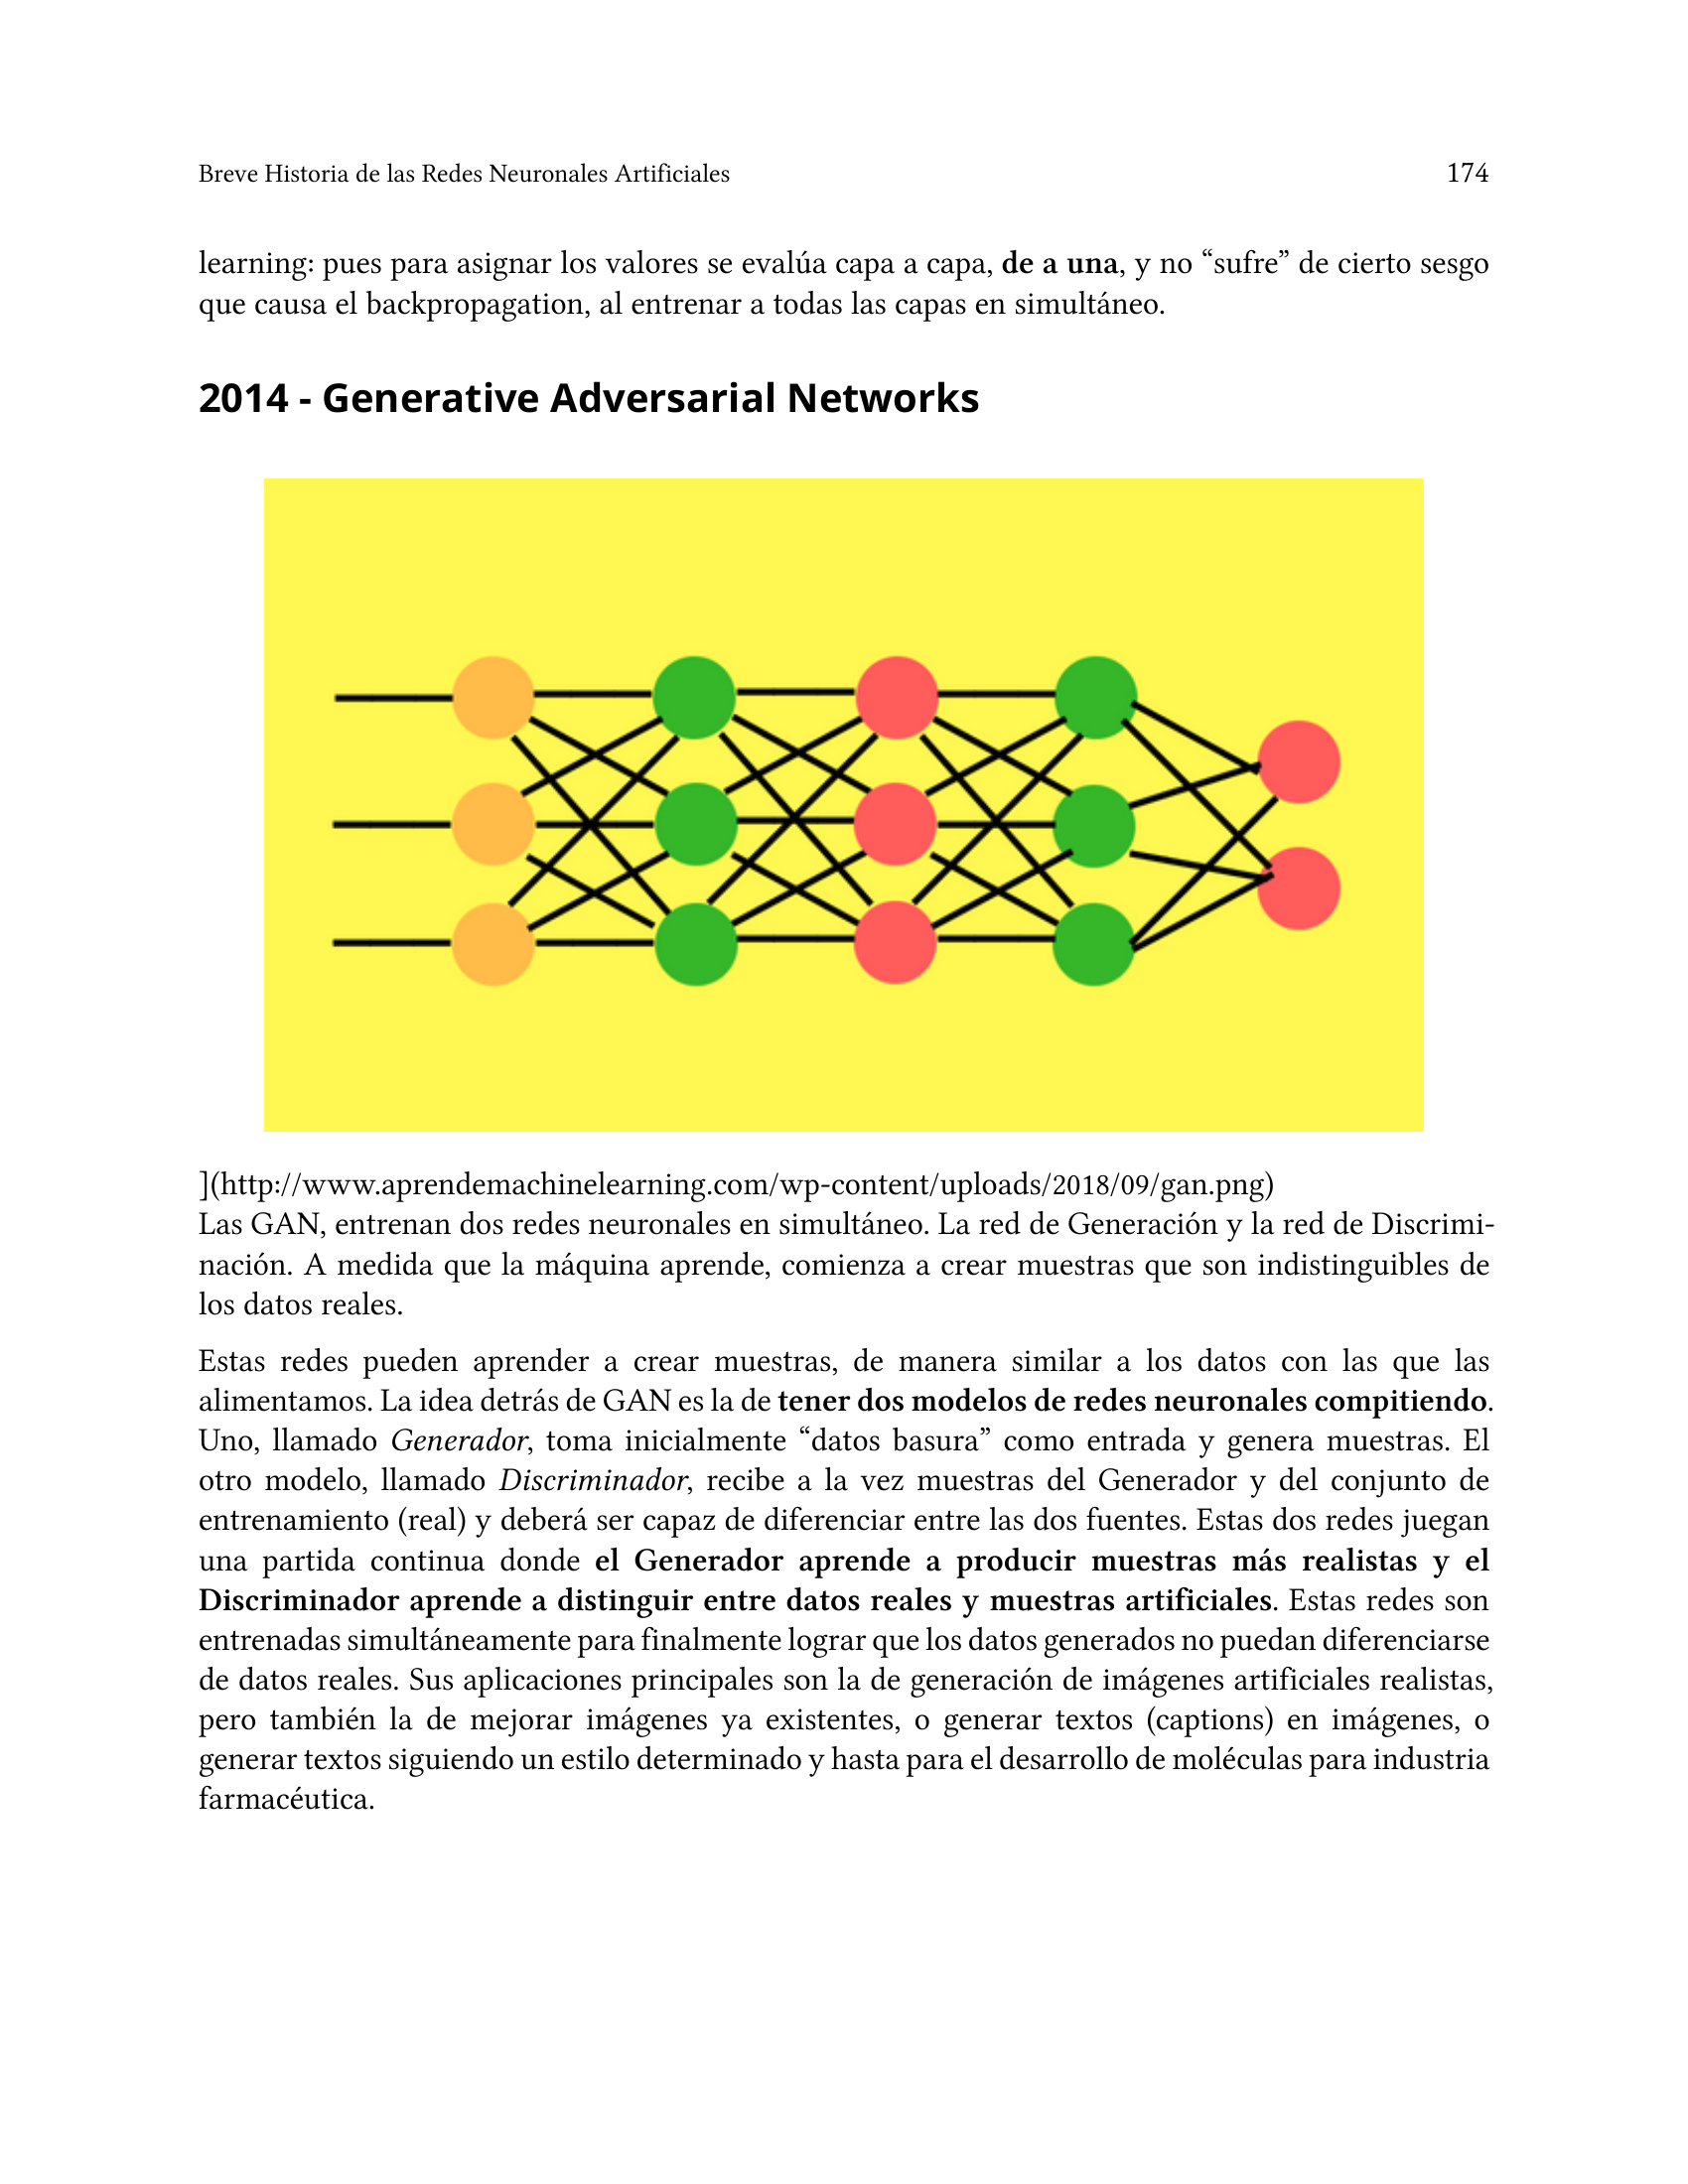 Breve Historia de las Redes Neuronales Artificiales 174
learning: pues para asignar los valores se evalúa capa a capa, de a una, y no “sufre” de cierto sesgo
que causa el backpropagation, al entrenar a todas las capas en simultáneo.
2014 - Generative Adversarial Networks
](http://www.aprendemachinelearning.com/wp-content/uploads/2018/09/gan.png)
Las GAN, entrenan dos redes neuronales en simultáneo. La red de Generación y la red de Discrimi-
nación. A medida que la máquina aprende, comienza a crear muestras que son indistinguibles de
los datos reales.
Estas redes pueden aprender a crear muestras, de manera similar a los datos con las que las
alimentamos. La idea detrás de GAN es la de tener dos modelos de redes neuronales compitiendo.
Uno, llamado Generador, toma inicialmente “datos basura” como entrada y genera muestras. El
otro modelo, llamado Discriminador, recibe a la vez muestras del Generador y del conjunto de
entrenamiento (real) y deberá ser capaz de diferenciar entre las dos fuentes. Estas dos redes juegan
una partida continua donde el Generador aprende a producir muestras más realistas y el
Discriminador aprende a distinguir entre datos reales y muestras artificiales. Estas redes son
entrenadas simultáneamente para finalmente lograr que los datos generados no puedan diferenciarse
de datos reales. Sus aplicaciones principales son la de generación de imágenes artificiales realistas,
pero también la de mejorar imágenes ya existentes, o generar textos (captions) en imágenes, o
generar textos siguiendo un estilo determinado y hasta para el desarrollo de moléculas para industria
farmacéutica.